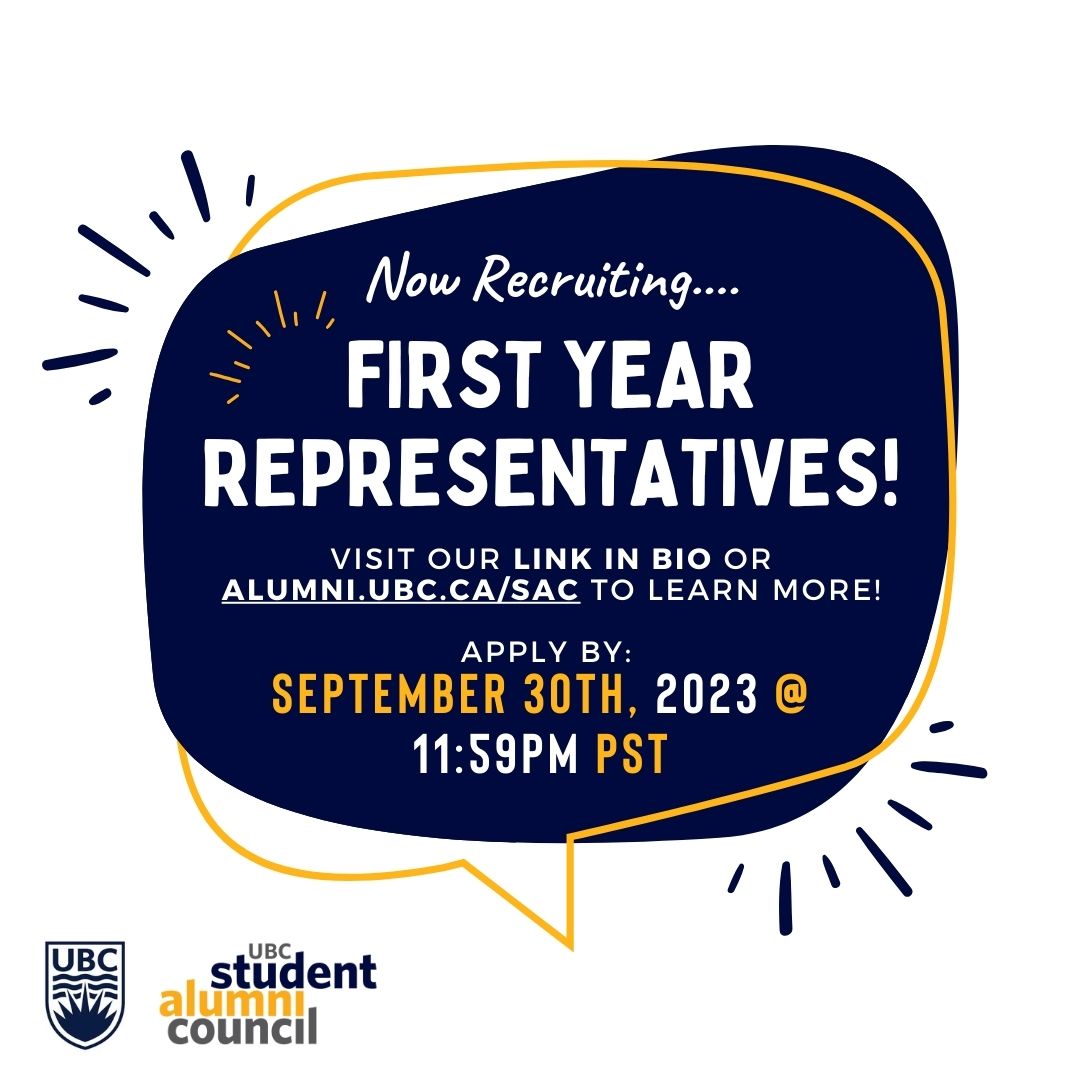 Now Recruiting....
FIRST YEAR
REPRESENTATIVES!
VISIT OUR LINK IN BIO OR
ALUMNI.UBC.CA/SAC TO LEARN MORE!
APPLY BY:
SEPTEMBER 30TH, 2023 @
11:59PM PST
UBC
UBC
student
alumni
council